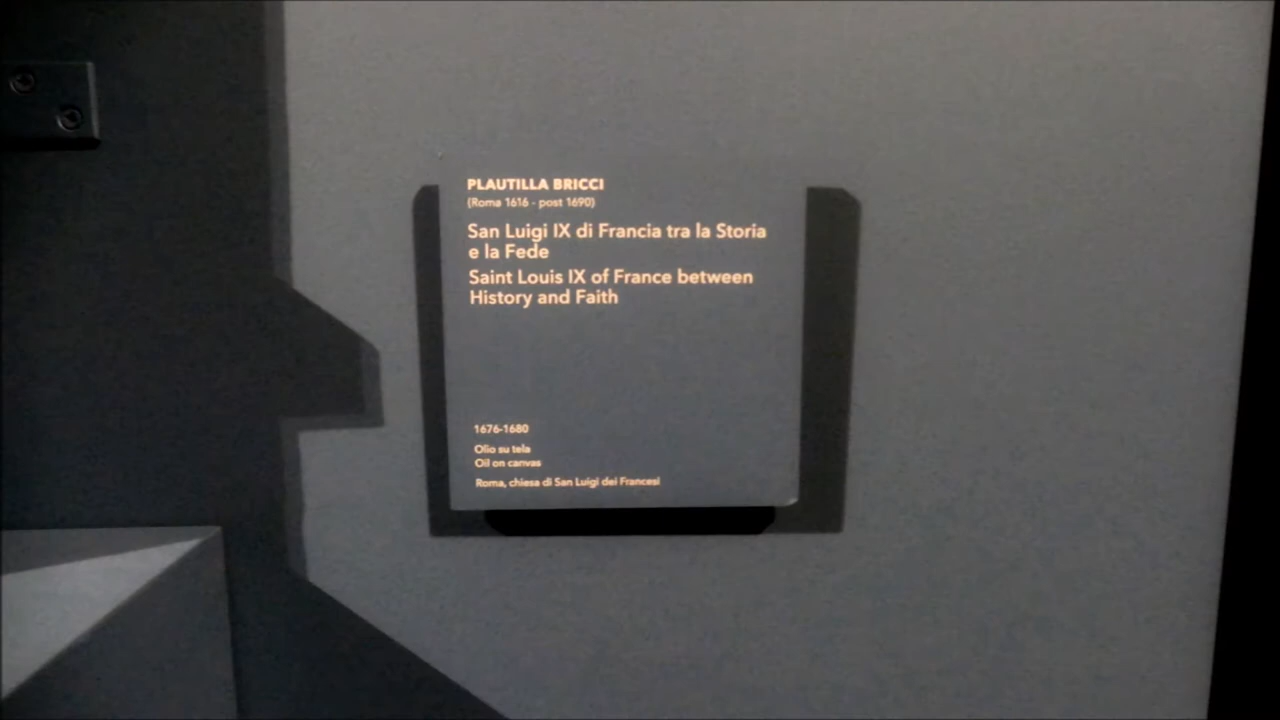 PLAUTILLA BRICCI
(Roma 1616 - post 1690)
San Luigi IX di Francia tra la Storia
e la Fede
Saint Louis IX of France between
History and Faith
1676-1680
Olio su tela
Oil on canvas
Roma, chiesa di San Luigi dei Francesi